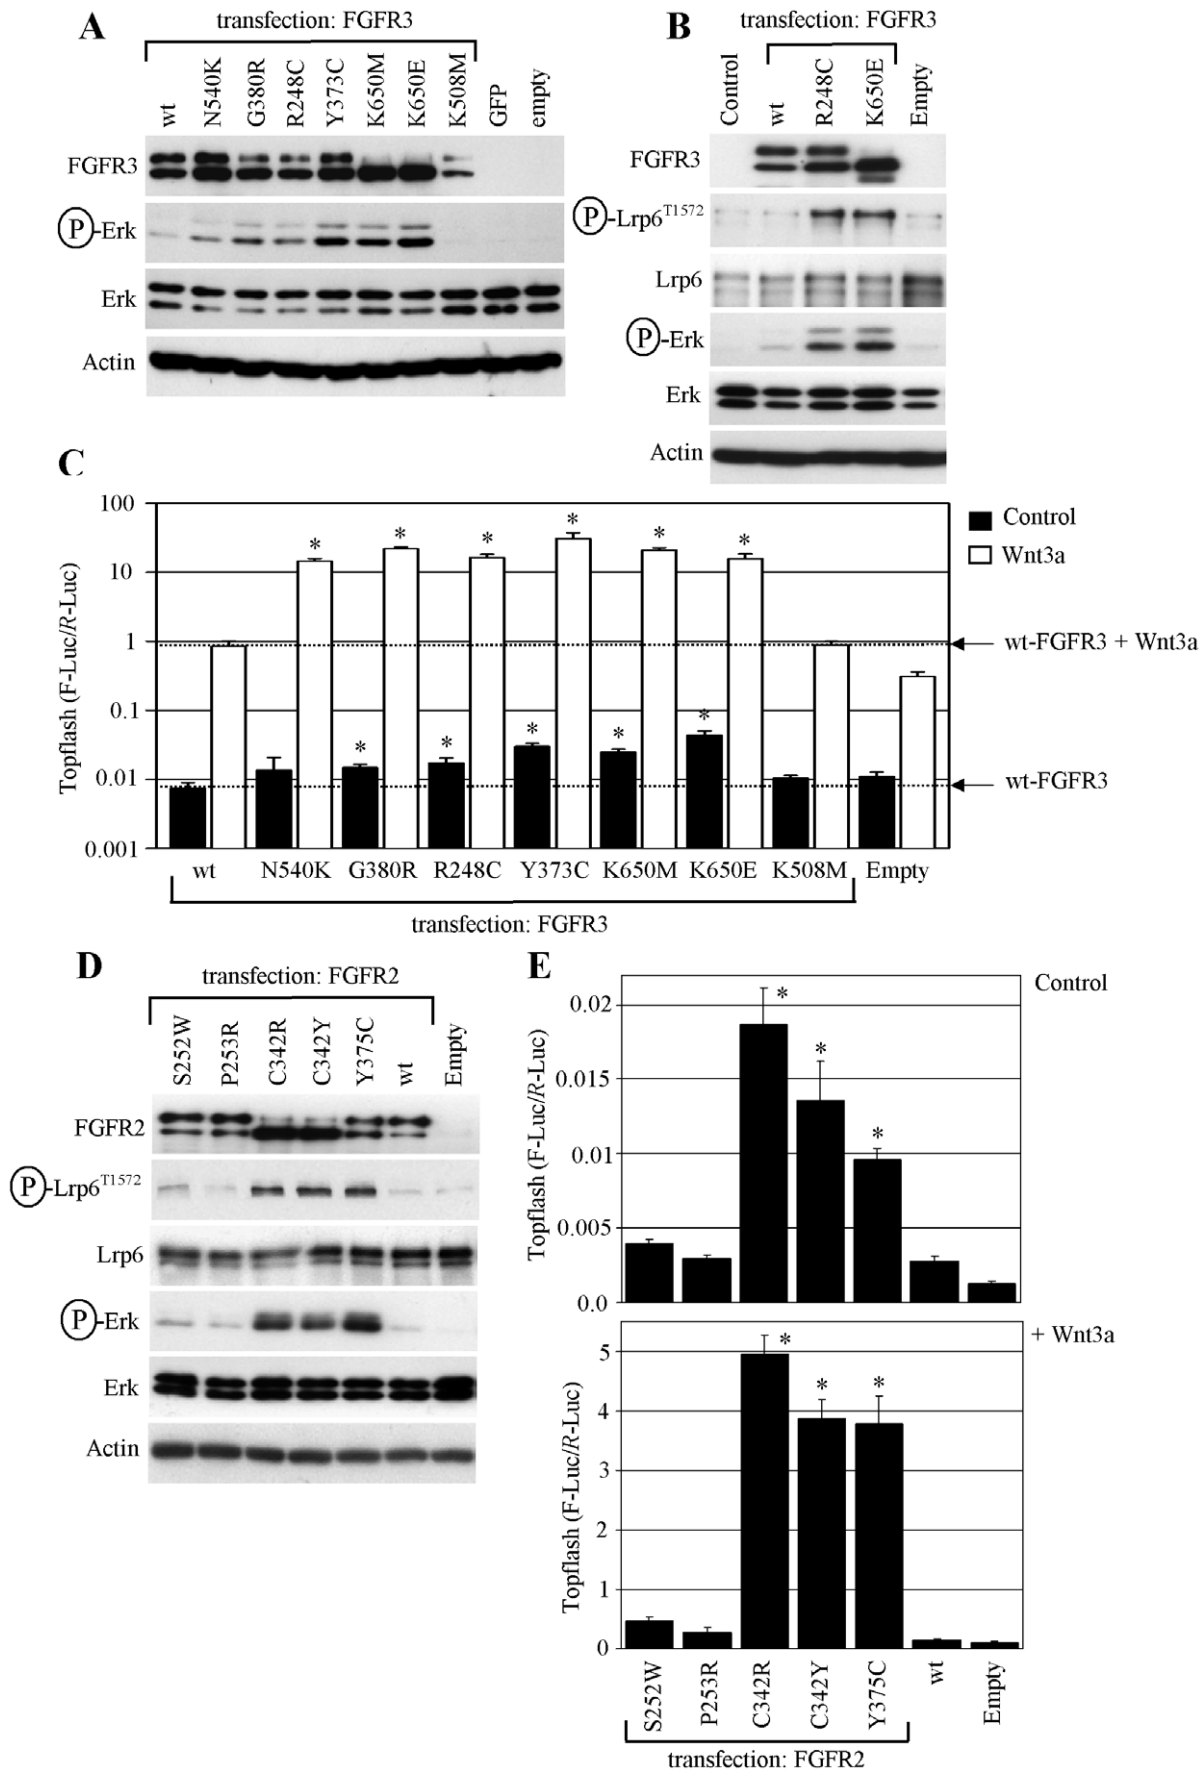 A
transfection: FGFR3
wt
N540K
G380R
R248C
Y373C
K650M
K650E
K508M
GFP
empty
FGFR3
P-Erk
Erk
Actin
B
transfection: FGFR3
Control
wt
R248C
K650E
Empty
FGFR3
P-Lrp6T1572
Lrp6
P-Erk
Erk
Actin
C
Topflash (F-Luc/R-Luc)
100
10
1
0.1
0.01
0.001
* * * * * *
* * * * *
Control
Wnt3a
wt-FGFR3 + Wnt3a
wt-FGFR3
wt N540K G380R R248C Y373C K650M K650E K508M Empty
transfection: FGFR3
D
transfection: FGFR2
S252W
P253R
C342R
C342Y
Y375C
wt
Empty
FGFR2
P-Lrp6T1572
Lrp6
P-Erk
Erk
Actin
E
Control
Topflash (F-Luc/R-Luc)
0.02
0.015
0.01
0.005
0.0
* * *
+ Wnt3a
Topflash (F-Luc/R-Luc)
5
4
3
2
1
0
* * *
S252W
P253R
C342R
C342Y
Y375C
wt
Empty
transfection: FGFR2